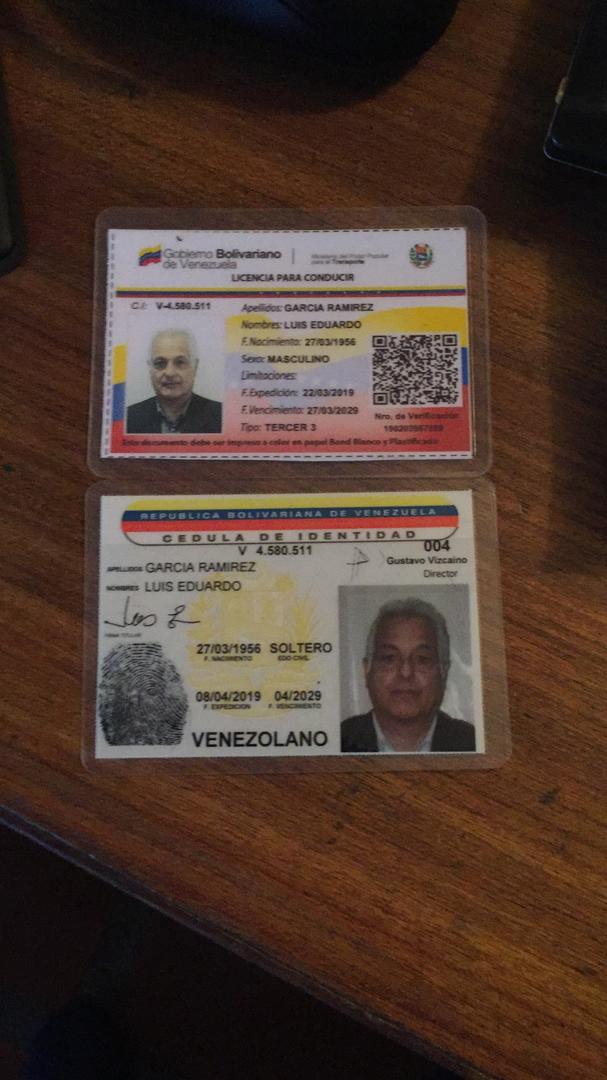 Gobierno Bolivariano
de Venezuela
Ministerio del Poder Popular
para el Transporte
LICENCIA PARA CONDUCIR
C.I: V-4.580.511
Apellidos: GARCIA RAMIREZ
Nombres: LUIS EDUARDO
F.Nacimiento: 27/03/1956
Sexo: MASCULINO
Limitaciones:
F.Expedición: 22/03/2019
F.Vencimiento: 27/03/2029
Tipo: TERCER 3
Nro. de Verificación
Este documento debe ser impreso a color en papel Bond Blanco y Plastificado
REPUBLICA BOLIVARIANA DE VENEZUELA
CEDULA DE IDENTIDAD
V 4.580.511
004
Gustavo Vizcaino
Director
APELLIDOS GARCIA RAMIREZ
NOMBRES LUIS EDUARDO
FIRMA TITULAR
27/03/1956 SOLTERO
F. NACIMIENTO EDO CIVIL
08/04/2019 04/2029
F. EXPEDICION F. VENCIMIENTO
VENEZOLANO